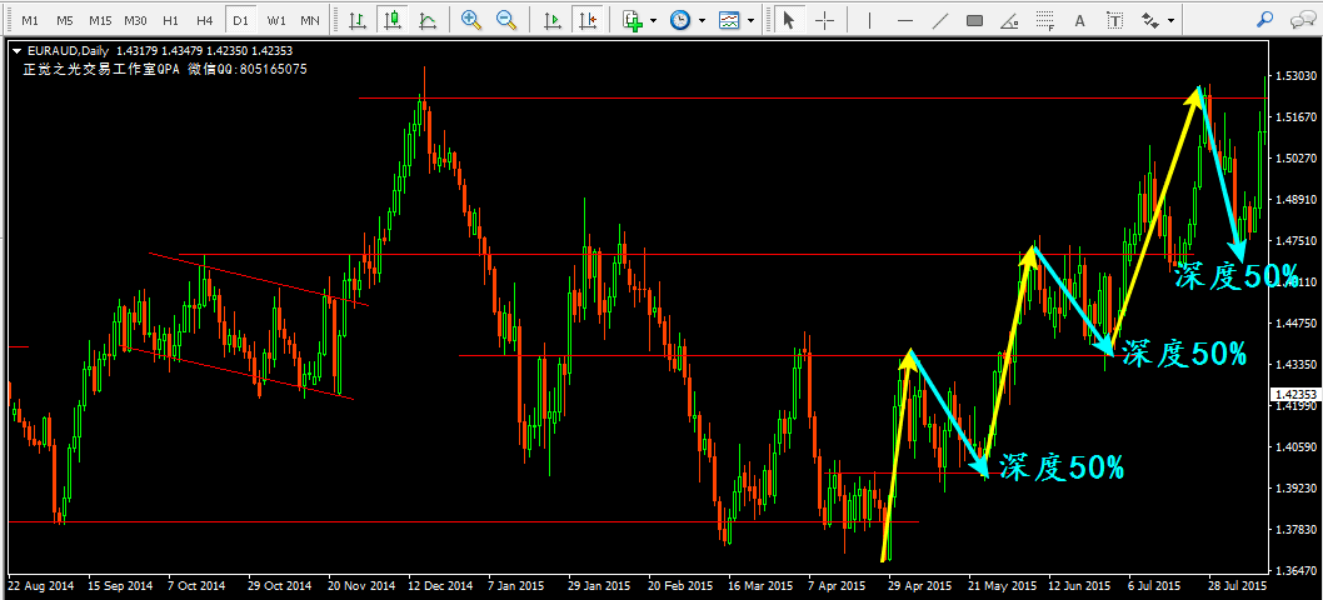 M1 M5 M15 M30 H1 H4 D1 W1 MN
EURAUD,Daily 1.43179 1.43479 1.42350 1.42353
正觉之光交易工作室QPA 微信QQ:805165075
1.53030
1.51670
1.50270
1.48910
1.47510
深度50%
1.44750
深度50%
1.43350
1.42353
1.41990
1.40590
深度50%
1.39230
1.37830
1.36470
22 Aug 2014 15 Sep 2014 7 Oct 2014 29 Oct 2014 20 Nov 2014 12 Dec 2014 7 Jan 2015 29 Jan 2015 20 Feb 2015 16 Mar 2015 7 Apr 2015 29 Apr 2015 21 May 2015 12 Jun 2015 6 Jul 2015 28 Jul 2015